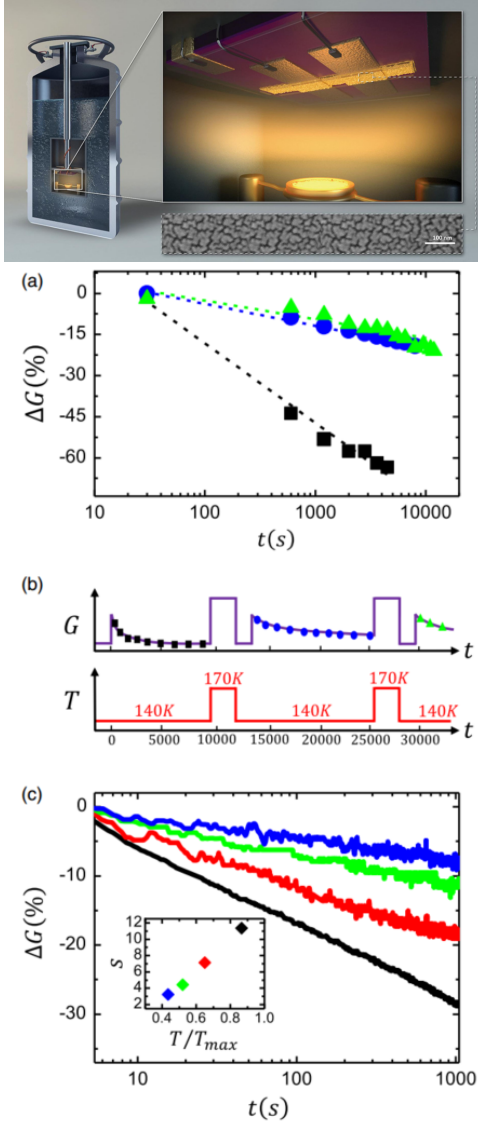 100 nm
(a)
0
-15
-30
-45
-60
ΔG(%)
10 100 1000 10000
t(s)
(b)
G
t
T
170K 170K
140K 140K 140K
t
0 5000 10000 15000 20000 25000 30000
(c)
0
-10
-20
-30
ΔG(%)
12
10
8
6
4
2
S
0.4 0.6 0.8 1.0
T/Tmax
10 100 1000
t(s)